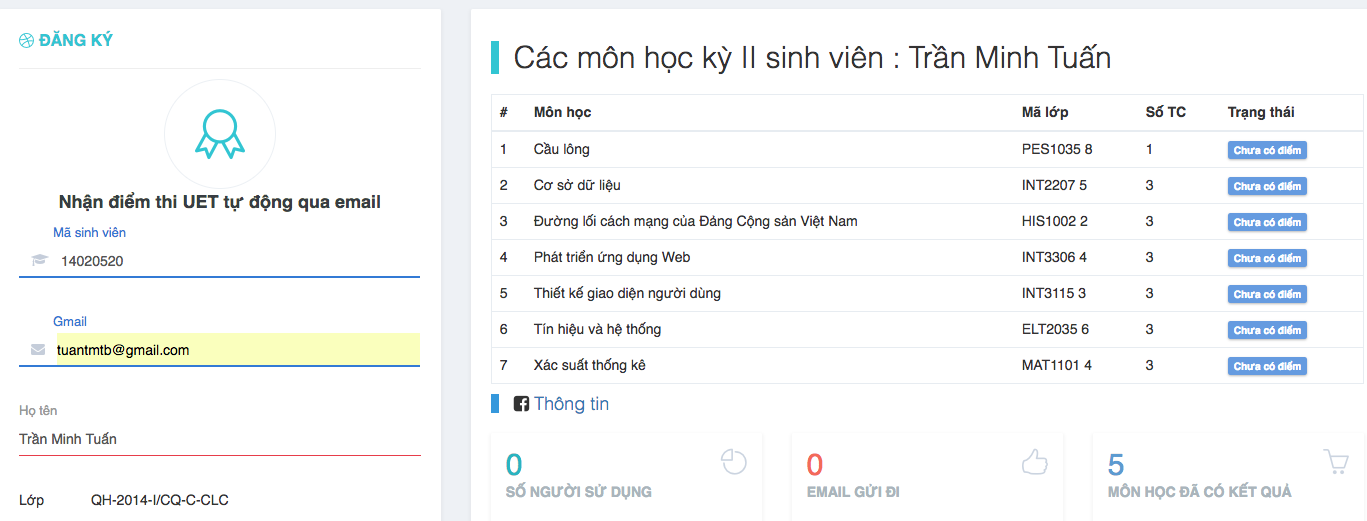 ĐĂNG KÝ
Nhận điểm thi UET tự động qua email
Mã sinh viên
14020520
Gmail
tuantmtb@gmail.com
Họ tên
Trần Minh Tuấn
Lớp QH-2014-I/CQ-C-CLC
Các môn học kỳ II sinh viên : Trần Minh Tuấn
# Môn học Mã lớp Số TC Trạng thái
1 Cầu lông PES1035 8 1 Chưa có điểm
2 Cơ sở dữ liệu INT2207 5 3 Chưa có điểm
3 Đường lối cách mạng của Đảng Cộng sản Việt Nam HIS1002 2 3 Chưa có điểm
4 Phát triển ứng dụng Web INT3306 4 3 Chưa có điểm
5 Thiết kế giao diện người dùng INT3115 3 3 Chưa có điểm
6 Tín hiệu và hệ thống ELT2035 6 3 Chưa có điểm
7 Xác suất thống kê MAT1101 4 3 Chưa có điểm
Thông tin
0
SỐ NGƯỜI SỬ DỤNG
0
EMAIL GỬI ĐI
5
MÔN HỌC ĐÃ CÓ KẾT QUẢ